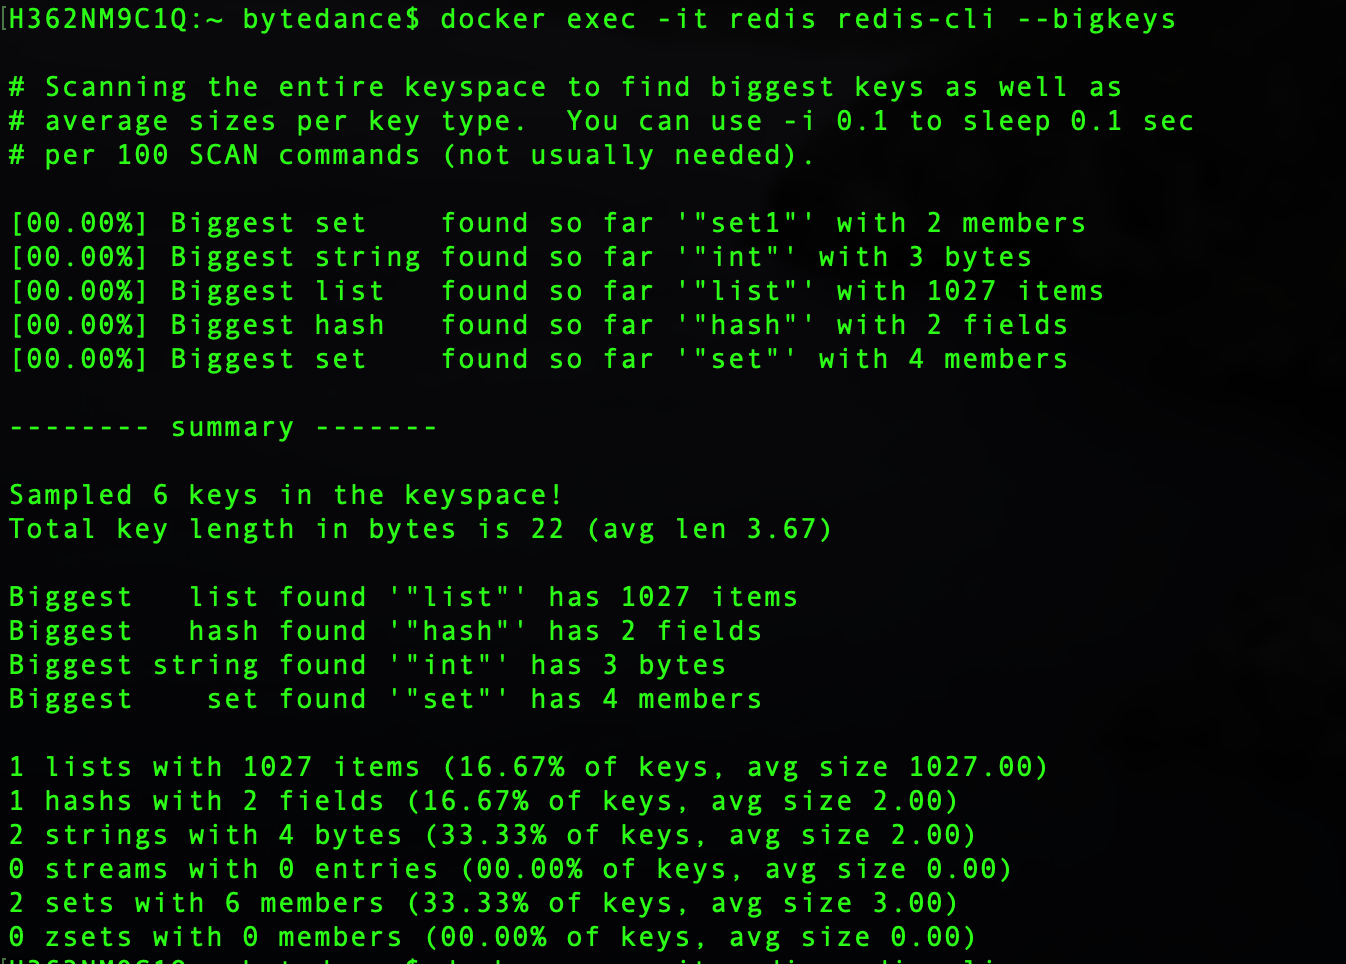 H362NM9C1Q:~ bytedance$ docker exec -it redis redis-cli --bigkeys
# Scanning the entire keyspace to find biggest keys as well as
# average sizes per key type.  You can use -i 0.1 to sleep 0.1 sec
# per 100 SCAN commands (not usually needed).
[00.00%] Biggest set    found so far '"set1"' with 2 members
[00.00%] Biggest string found so far '"int"' with 3 bytes
[00.00%] Biggest list   found so far '"list"' with 1027 items
[00.00%] Biggest hash   found so far '"hash"' with 2 fields
[00.00%] Biggest set    found so far '"set"' with 4 members
-------- summary -------
Sampled 6 keys in the keyspace!
Total key length in bytes is 22 (avg len 3.67)
Biggest   list found '"list"' has 1027 items
Biggest   hash found '"hash"' has 2 fields
Biggest string found '"int"' has 3 bytes
Biggest    set found '"set"' has 4 members
1 lists with 1027 items (16.67% of keys, avg size 1027.00)
1 hashs with 2 fields (16.67% of keys, avg size 2.00)
2 strings with 4 bytes (33.33% of keys, avg size 2.00)
0 streams with 0 entries (00.00% of keys, avg size 0.00)
2 sets with 6 members (33.33% of keys, avg size 3.00)
0 zsets with 0 members (00.00% of keys, avg size 0.00)